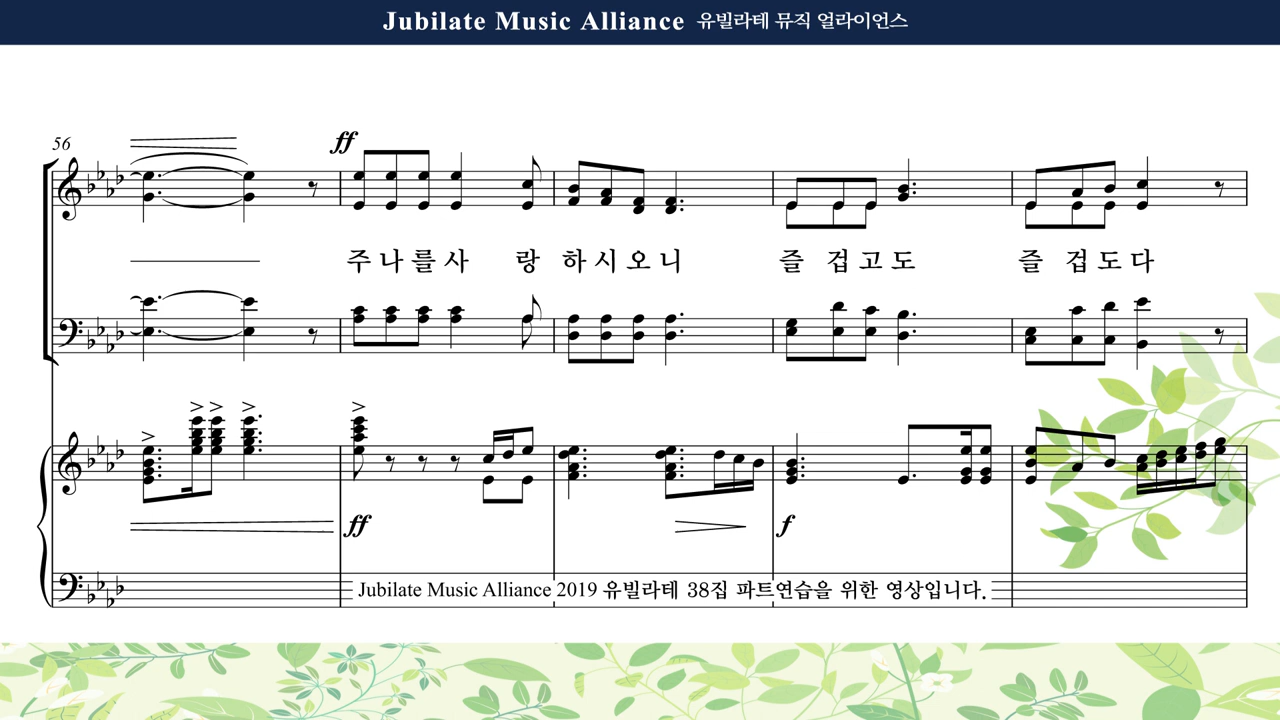 Jubilate Music Alliance 유빌라테 뮤직 얼라이언스
56
ff
주 나 를 사 랑 하 시 오 니 즐 겁 고 도 즐 겁 도 다
ff f
Jubilate Music Alliance 2019 유빌라테 38집 파트연습을 위한 영상입니다.